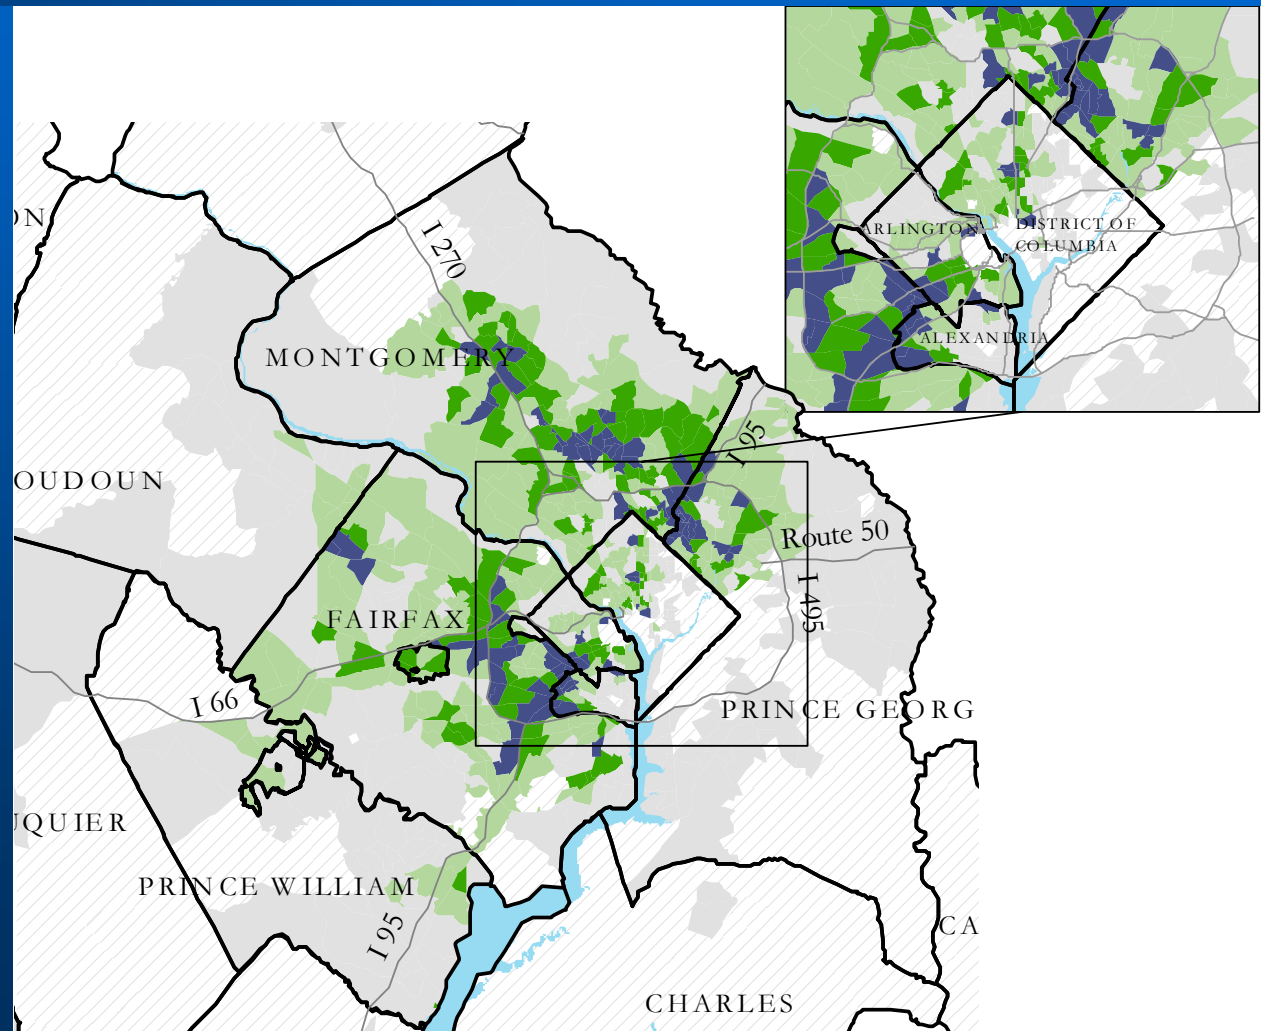 ARLINGTON
DISTRICT OF
COLUMBIA
ALEXANDRIA
ON
I 270
MONTGOMERY
I 95
OUDOUN
Route 50
I 495
FAIRFAX
I 66
PRINCE GEORG
UQUIER
PRINCE WILLIAM
I 95
CA
CHARLES